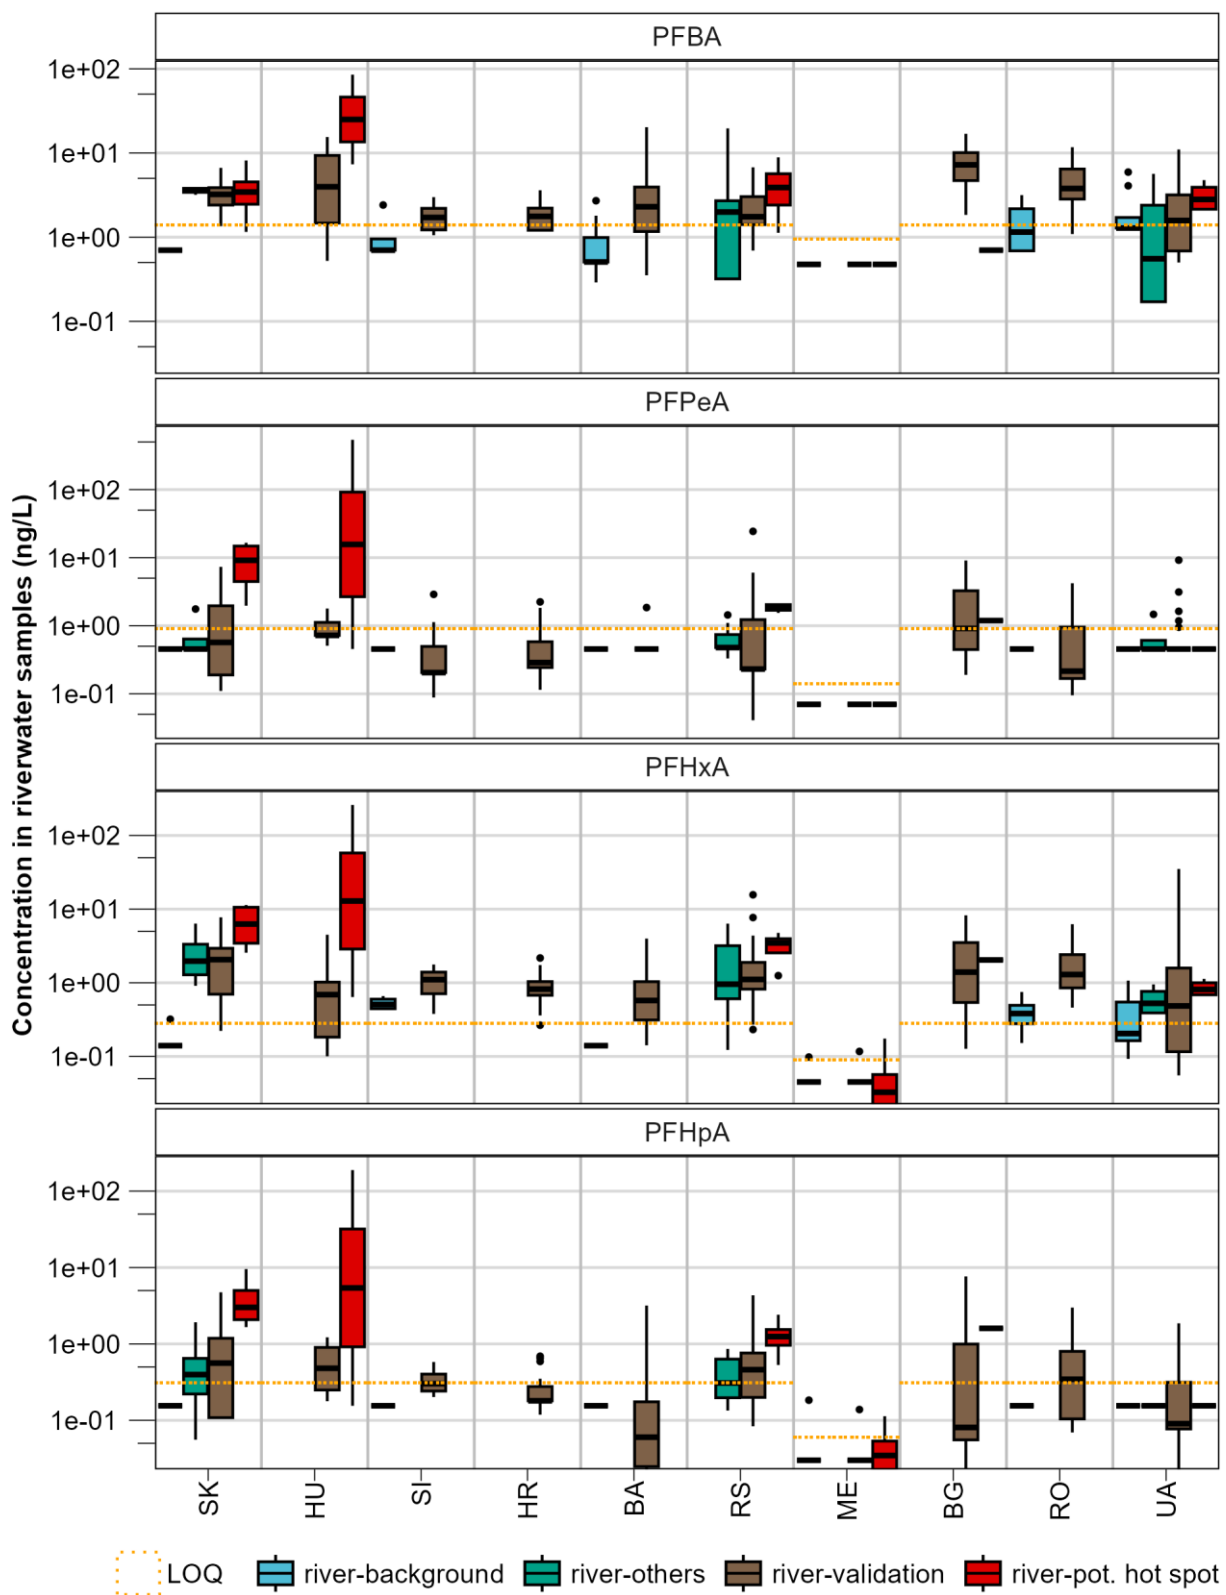 PFBA
1e+02
1e+01
1e+00
1e-01
PFPeA
1e+02
1e+01
1e+00
1e-01
PFHxA
1e+02
1e+01
1e+00
1e-01
PFHpA
1e+02
1e+01
1e+00
1e-01
Concentration in riverwater samples (ng/L)
SK HU SI HR BA RS ME BG RO UA
LOQ river-background river-others river-validation river-pot. hot spot